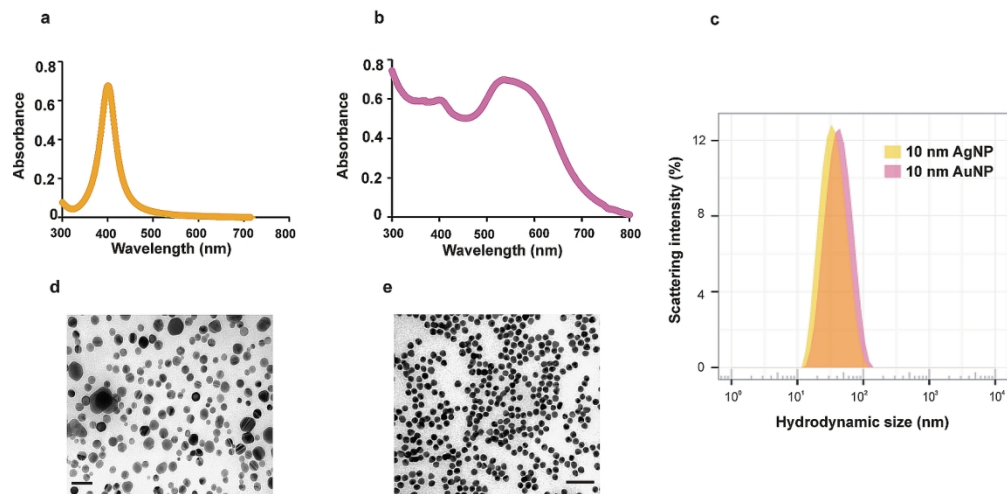 a
0.8
0.6
0.4
0.2
0
300 400 500 600 700 800
Absorbance
Wavelength (nm)
b
0.8
0.6
0.4
0.2
0
300 400 500 600 700 800
Absorbance
Wavelength (nm)
c
12
8
4
0
10⁰ 10¹ 10² 10³ 10⁴
Scattering intensity (%)
Hydrodynamic size (nm)
10 nm AgNP
10 nm AuNP
d
e